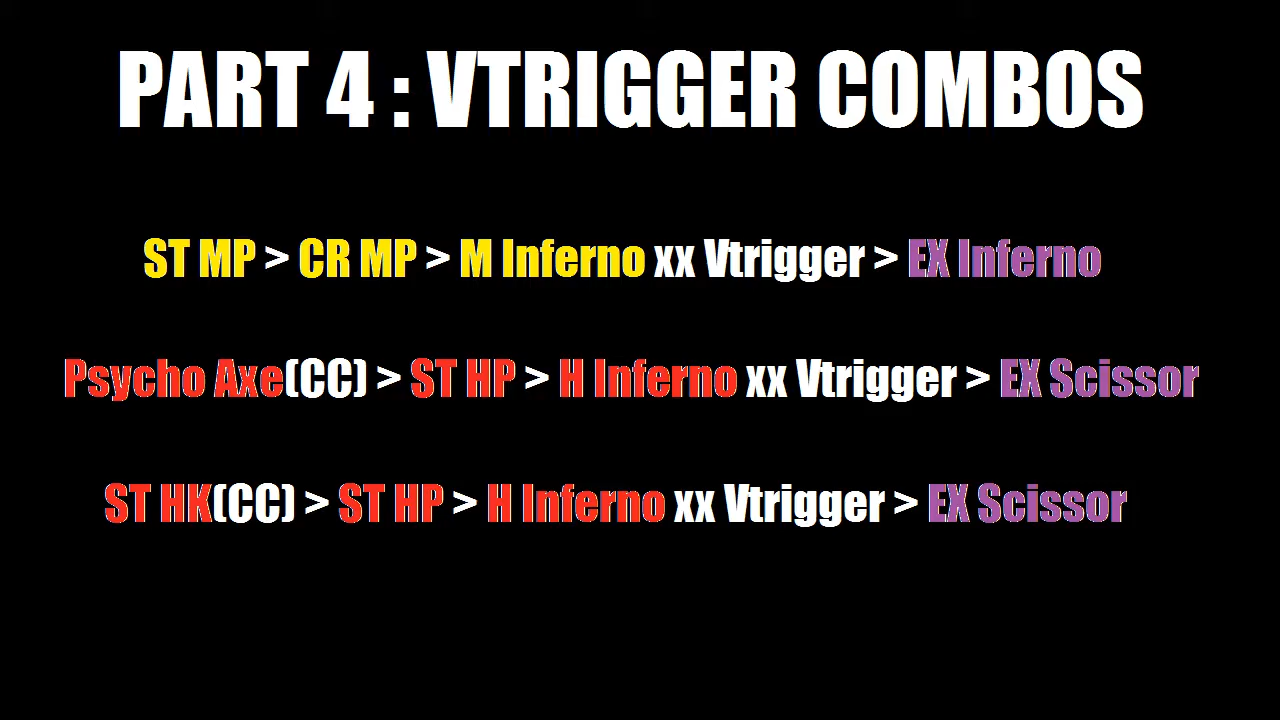 PART 4 : VTRIGGER COMBOS
ST MP > CR MP > M Inferno xx Vtrigger > EX Inferno
Psycho Axe(CC) > ST HP > H Inferno xx Vtrigger > EX Scissor
ST HK(CC) > ST HP > H Inferno xx Vtrigger > EX Scissor